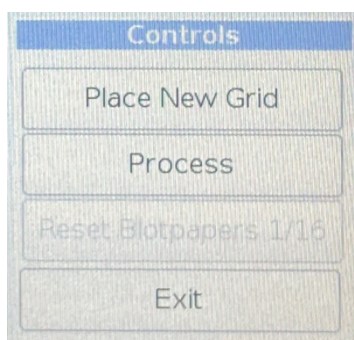 Controls
Place New Grid
Process
Reset Blotpapers 1/16
Exit